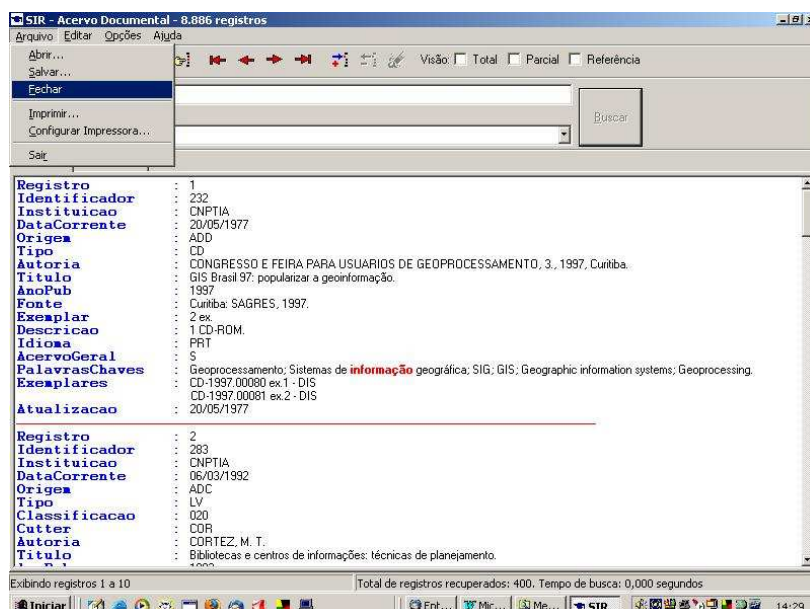 SIR - Acervo Documental - 8.886 registros
Arquivo Editar Opções Ajuda
Abrir...
Salvar...
Fechar
Imprimir...
Configurar Impressora...
Sair
Visão: Total Parcial Referência
Buscar
Registro : 1
Identificador : 232
Instituicao : CNPTIA
DataCorrente : 20/05/1977
Origem : ADD
Tipo : CD
Autoria : CONGRESSO E FEIRA PARA USUARIOS DE GEOPROCESSAMENTO, 3., 1997, Curitiba.
Titulo : GIS Brasil 97: popularizar a geoinformação.
AnoPub : 1997
Fonte : Curitiba: SAGRES, 1997.
Exemplar : 2 ex.
Descricao : 1 CD-ROM.
Idioma : PRT
AcervoGeral : S
PalavrasChaves : Geoprocessamento; Sistemas de informação geográfica; SIG; GIS; Geographic information systems; Geoprocessing.
Exemplares : CD-1997.00080 ex.1 - DIS
CD-1997.00081 ex.2 - DIS
Atualizacao : 20/05/1977
Registro : 2
Identificador : 283
Instituicao : CNPTIA
DataCorrente : 06/03/1992
Origem : ADC
Tipo : LV
Classificacao : 020
Cutter : COR
Autoria : CORTEZ, M. T.
Titulo : Bibliotecas e centros de informações: técnicas de planejamento.
Exibindo registros 1 a 10
Total de registros recuperados: 400. Tempo de busca: 0,000 segundos
Iniciar
Ent...
Mic...
Me...
SIR
14:29